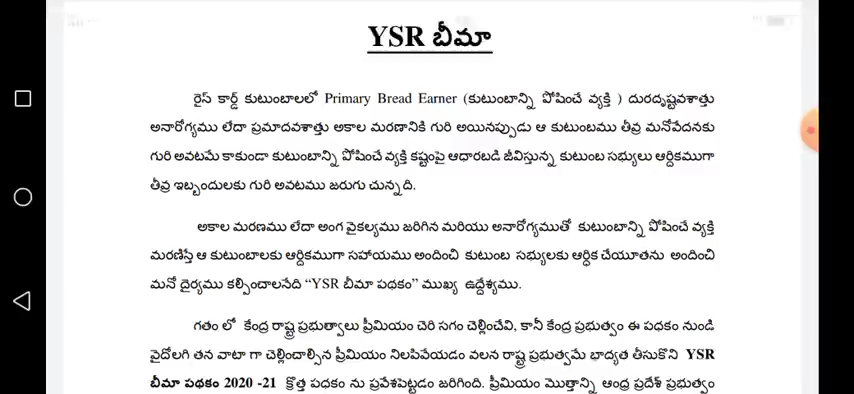 YSR బీమా
రైస్ కార్డ్ కుటుంబాలలో Primary Bread Earner (కుటుంబాన్ని పోషించే వ్యక్తి ) దురదృష్టవశాత్తు
అనారోగ్యము లేదా ప్రమాదవశాత్తు అకాల మరణానికి గురి అయినప్పుడు ఆ కుటుంబము తీవ్ర మనోవేదనకు
గురి అవటమే కాకుండా కుటుంబాన్ని పోషించే వ్యక్తి కష్టంపై ఆధారబడి జీవిస్తున్న కుటుంబ సభ్యులు ఆర్ధికముగా
తీవ్ర ఇబ్బందులకు గురి అవటము జరుగు చున్నది.
అకాల మరణము లేదా అంగ వైకల్యము జరిగిన మరియు అనారోగ్యముతో కుటుంబాన్ని పోషించే వ్యక్తి
మరణిస్తే ఆ కుటుంబాలకు ఆర్దికముగా సహాయము అందించి కుటుంబ సభ్యులకు ఆర్ధిక చేయూతను అందించి
మనో దైర్యము కల్పించాలనేది “YSR బీమా పథకం” ముఖ్య ఉద్దేశ్యము.
గతం లో కేంద్ర రాష్ట్ర ప్రభుత్వాలు ప్రీమియం చెరి సగం చెల్లించేవి, కానీ కేంద్ర ప్రభుత్వం ఈ పధకం నుండి
వైదొలగి తన వాటా గా చెల్లించాల్సిన ప్రీమియం నిలపివేయడం వలన రాష్ట్ర ప్రభుత్వమే భాద్యత తీసుకొని YSR
బీమా పథకం 2020 -21 క్రొత్త పధకం ను ప్రవేశపెట్టడం జరిగింది. ప్రీమియం మొత్తాన్ని ఆంధ్ర ప్రదేశ్ ప్రభుత్వం